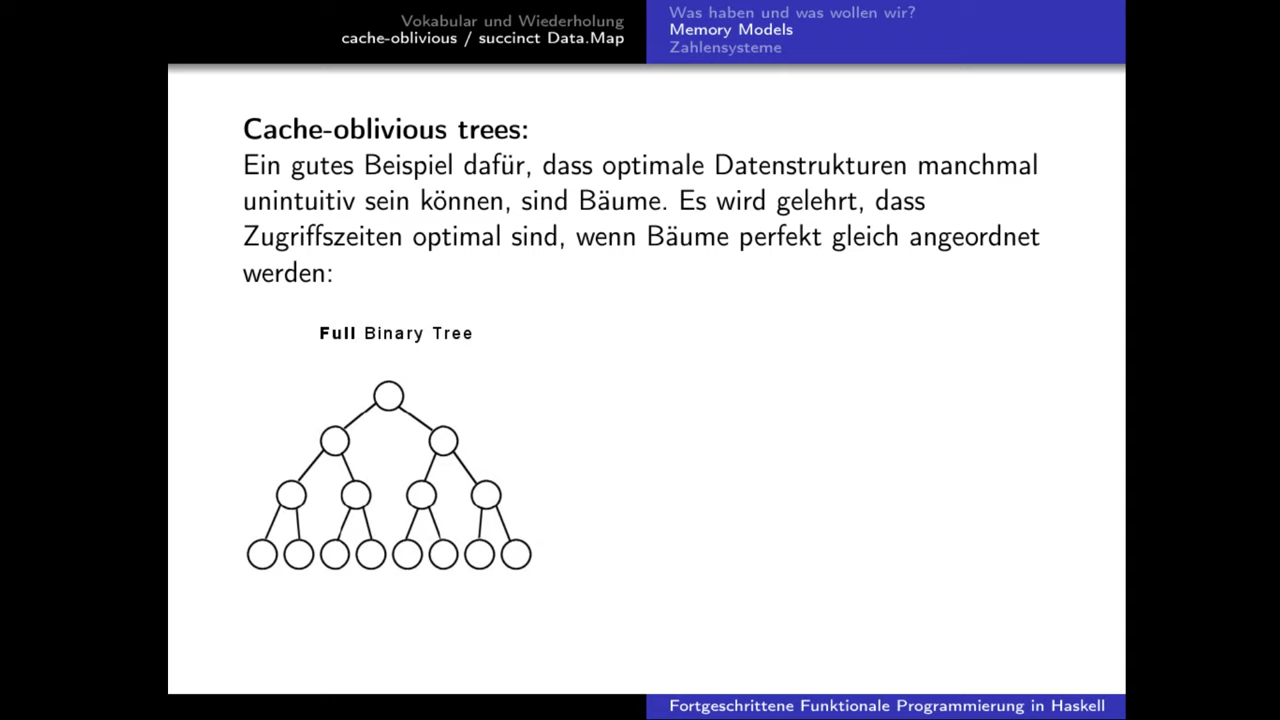 Vokabular und Wiederholung
cache-oblivious / succinct Data.Map
Was haben und was wollen wir?
Memory Models
Zahlensysteme
Cache-oblivious trees:
Ein gutes Beispiel dafür, dass optimale Datenstrukturen manchmal
unintuitiv sein können, sind Bäume. Es wird gelehrt, dass
Zugriffszeiten optimal sind, wenn Bäume perfekt gleich angeordnet
werden:
Full Binary Tree
Fortgeschrittene Funktionale Programmierung in Haskell